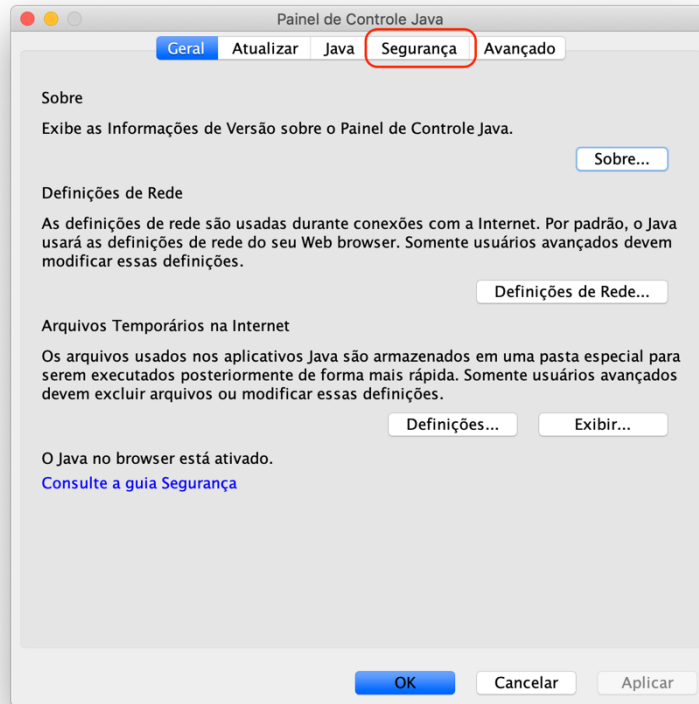 Painel de Controle Java
Geral Atualizar Java Segurança Avançado
Sobre
Exibe as Informações de Versão sobre o Painel de Controle Java.
Sobre...
Definições de Rede
As definições de rede são usadas durante conexões com a Internet. Por padrão, o Java
usará as definições de rede do seu Web browser. Somente usuários avançados devem
modificar essas definições.
Definições de Rede...
Arquivos Temporários na Internet
Os arquivos usados nos aplicativos Java são armazenados em uma pasta especial para
serem executados posteriormente de forma mais rápida. Somente usuários avançados
devem excluir arquivos ou modificar essas definições.
Definições... Exibir...
O Java no browser está ativado.
Consulte a guia Segurança
OK Cancelar Aplicar